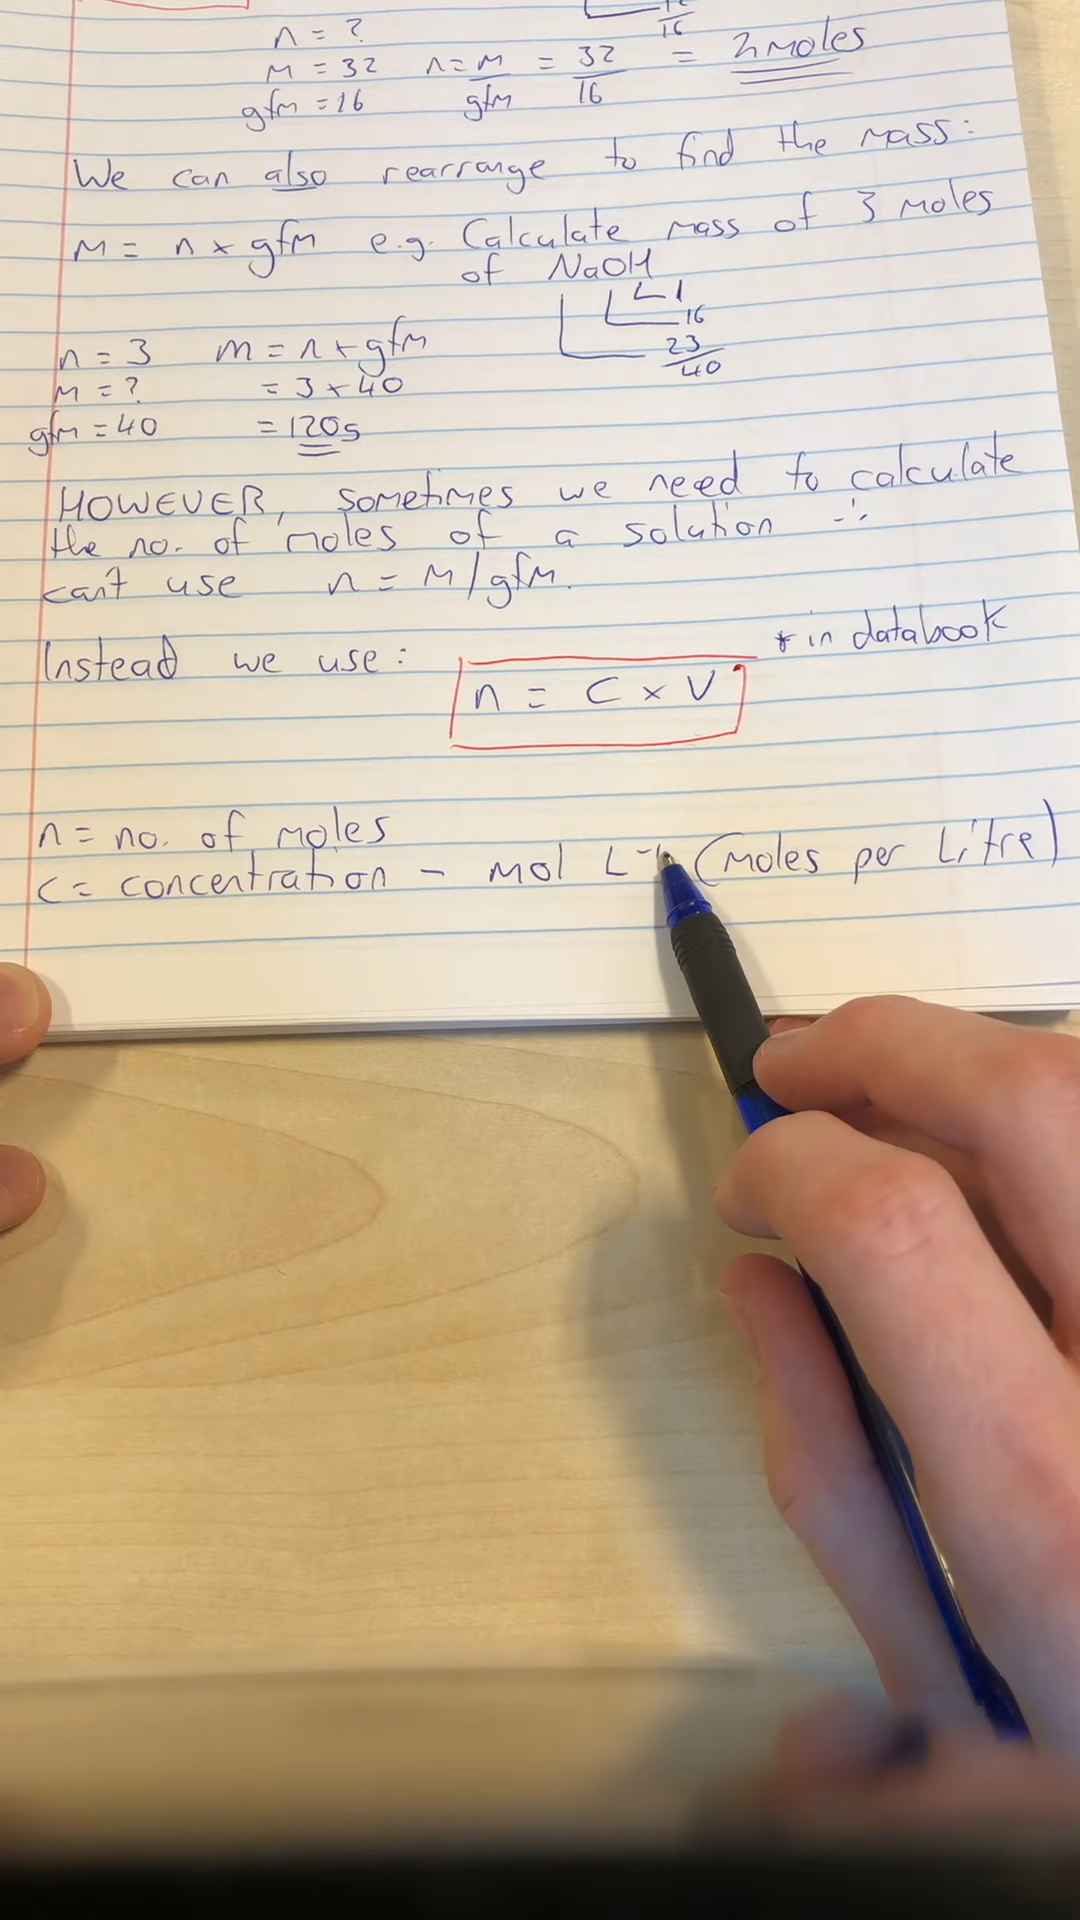 12
16
n = ?
m = 32 n = m = 32 = 2 moles
gfm = 16 gfm 16
We can also rearrange to find the mass:
m = n x gfm e.g. Calculate mass of 3 moles
of NaOH
1
16
n = 3 m = n x gfm 23
40
m = ? = 3 x 40
gfm = 40 = 120g
HOWEVER, sometimes we need to calculate
the no. of moles of a solution ∴
can't use n = m/gfm.
Instead we use: * in databook
n = C x V
n = no. of moles
C = concentration - mol L⁻¹ (moles per Litre)